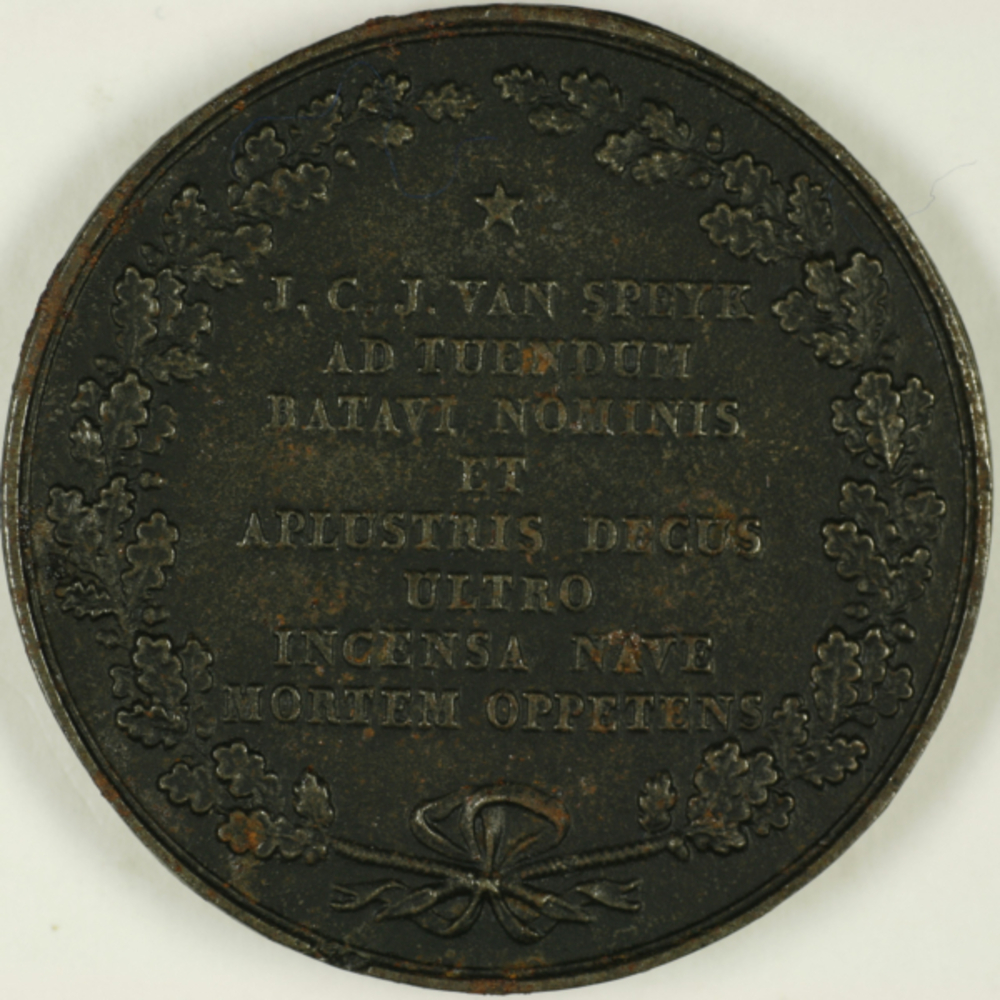 J. C. J. VAN SPEYK
AD TUENDUM
BATAVI NOMINIS
ET
APLUSTRIS DECUS
ULTRO
INCENSA NAVE
MORTEM OPPETENS.